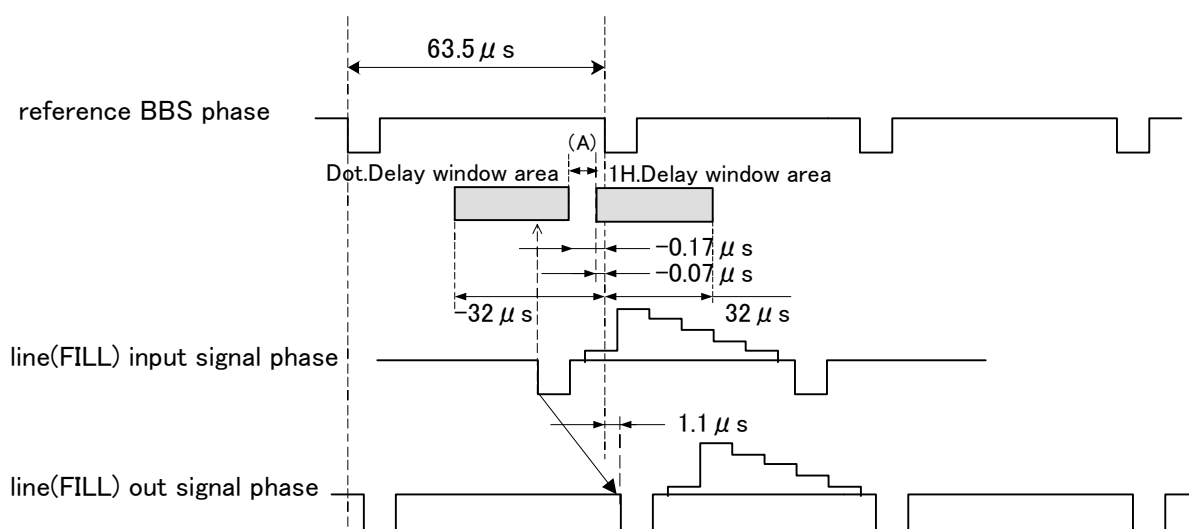 63.5μs
reference BBS phase
(A)
Dot.Delay window area
1H.Delay window area
-0.17μs
-0.07μs
-32μs
32μs
line(FILL) input signal phase
1.1μs
line(FILL) out signal phase